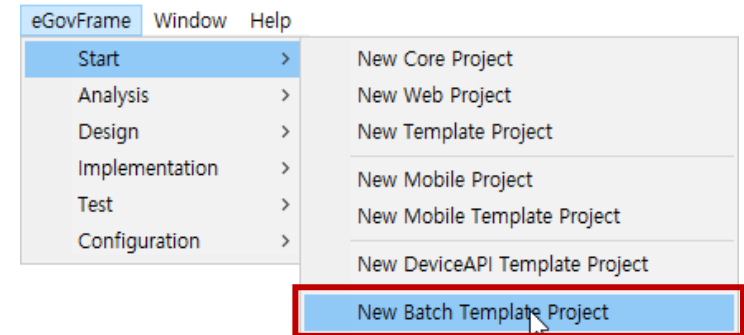 eGovFrame Window Help
Start >
Analysis >
Design >
Implementation >
Test >
Configuration >
New Core Project
New Web Project
New Template Project
New Mobile Project
New Mobile Template Project
New DeviceAPI Template Project
New Batch Template Project